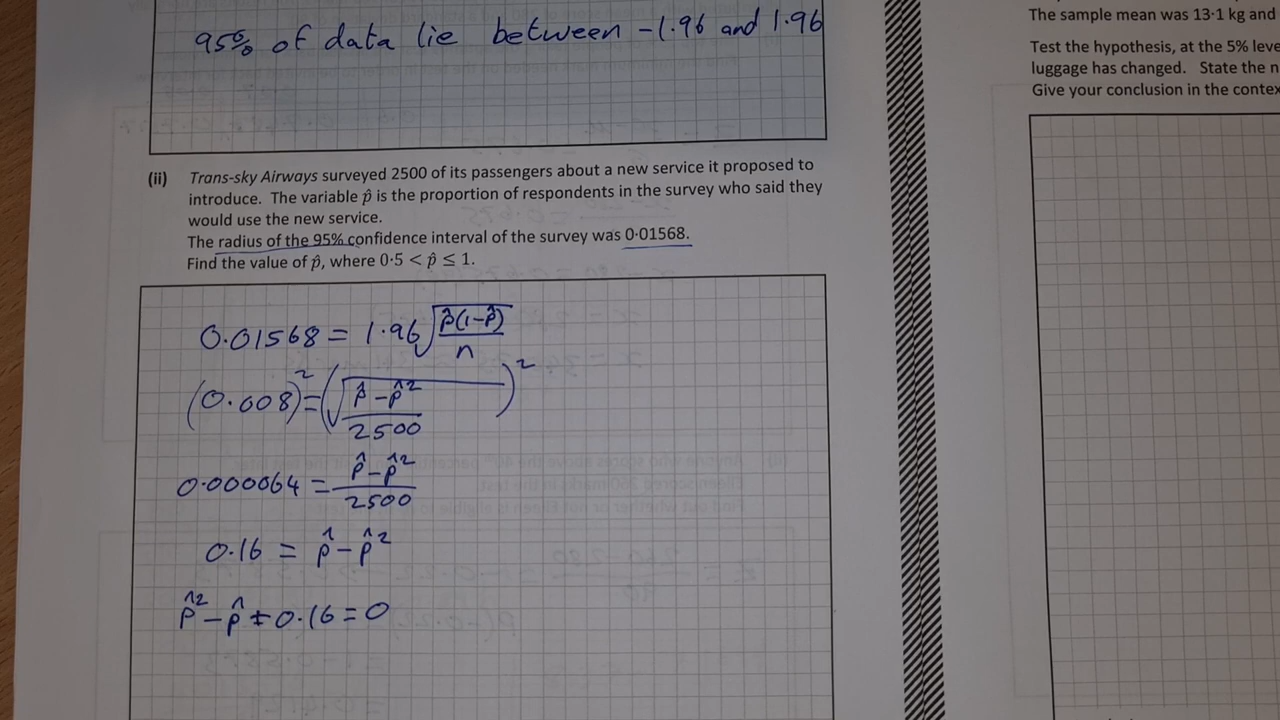 95% of data lie between -1.96 and 1.96
(ii) Trans-sky Airways surveyed 2500 of its passengers about a new service it proposed to
introduce. The variable p̂ is the proportion of respondents in the survey who said they
would use the new service.
The radius of the 95% confidence interval of the survey was 0·01568.
Find the value of p̂, where 0·5 < p̂ ≤ 1.
0.01568 = 1.96 √(p̂(1-p̂)/n)
(0.008)² = (√((p̂ - p̂²)/2500))²
0.000064 = (p̂ - p̂²)/2500
0.16 = p̂ - p̂²
p̂² - p̂ + 0.16 = 0
The sample mean was 13·1 kg and
Test the hypothesis, at the 5% leve
luggage has changed. State the n
Give your conclusion in the contex